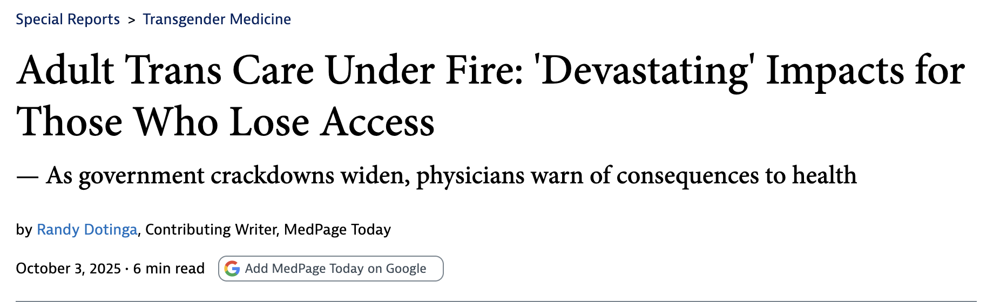 Special Reports > Transgender Medicine
Adult Trans Care Under Fire: 'Devastating' Impacts for
Those Who Lose Access
— As government crackdowns widen, physicians warn of consequences to health
by Randy Dotinga, Contributing Writer, MedPage Today
October 3, 2025 · 6 min read Add MedPage Today on Google